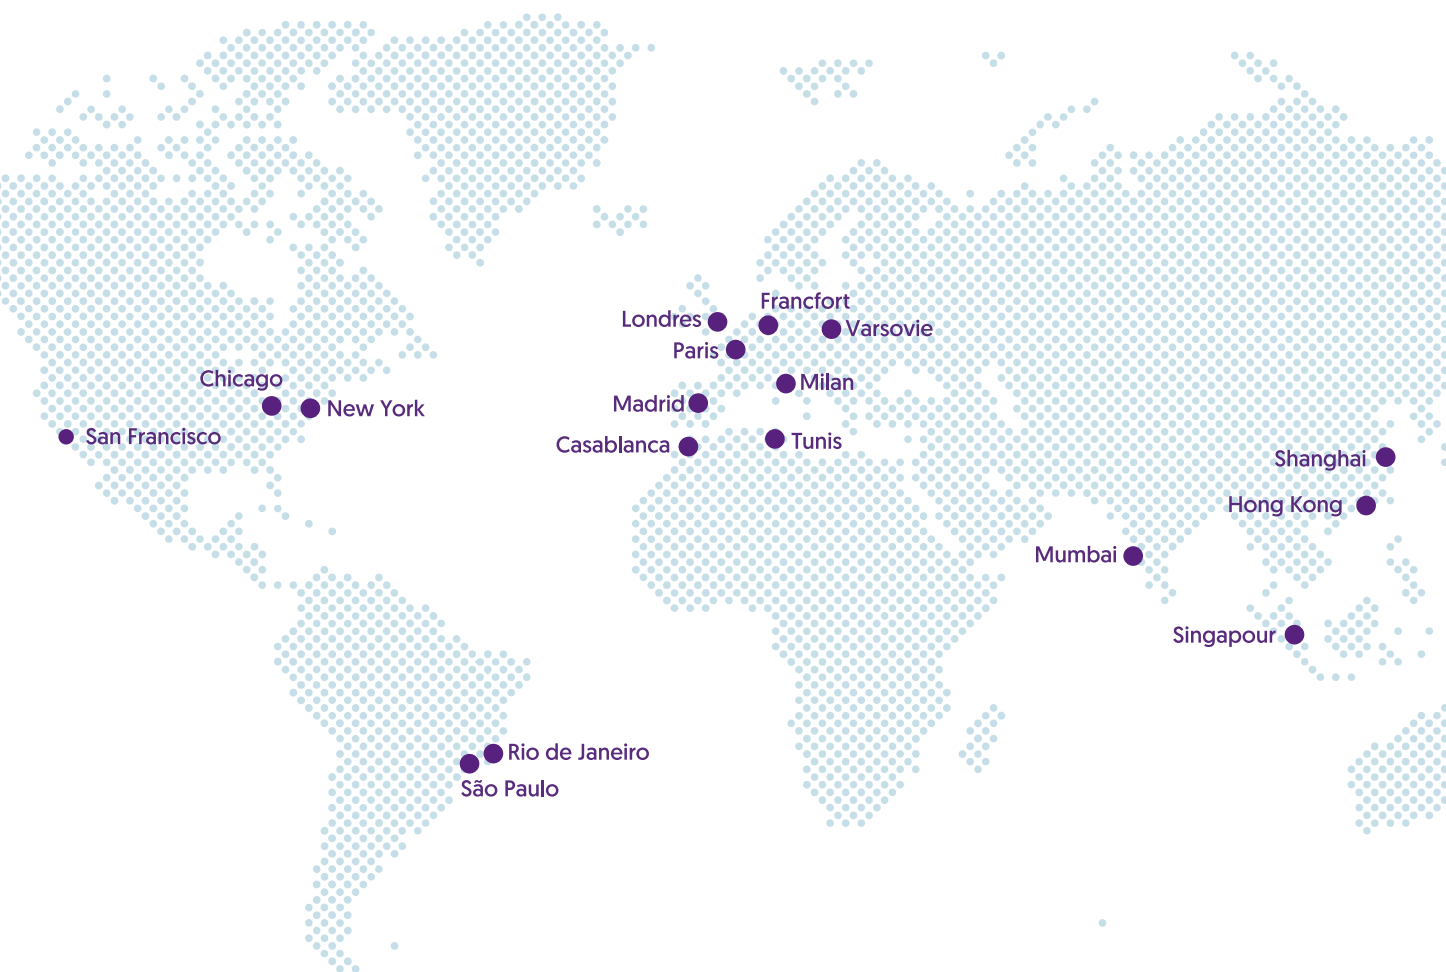 Francfort
Londres
Varsovie
Paris
Chicago
Milan
Madrid
New York
San Francisco
Casablanca
Tunis
Shanghai
Hong Kong
Mumbai
Singapour
Rio de Janeiro
São Paulo